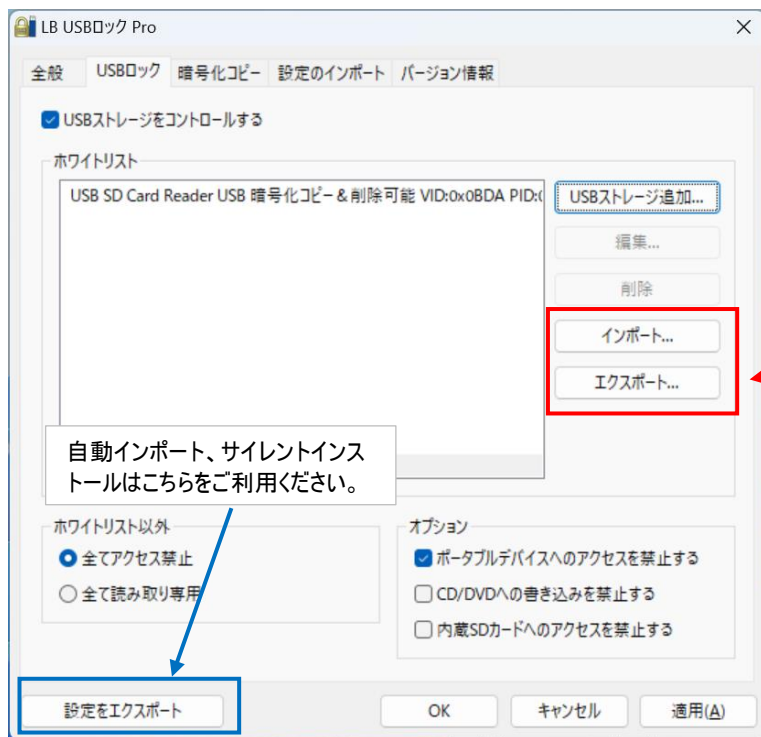 LB USBロック Pro
全般 USBロック 暗号化コピー 設定のインポート バージョン情報
USBストレージをコントロールする
ホワイトリスト
USB SD Card Reader USB 暗号化コピー＆削除可能 VID:0x0BDA PID:(
USBストレージ追加...
編集...
削除
インポート...
エクスポート...
自動インポート、サイレントインス
トールはこちらをご利用ください。
ホワイトリスト以外
全てアクセス禁止
全て読み取り専用
オプション
ポータブルデバイスへのアクセスを禁止する
CD/DVDへの書き込みを禁止する
内蔵SDカードへのアクセスを禁止する
設定をエクスポート OK キャンセル 適用(A)